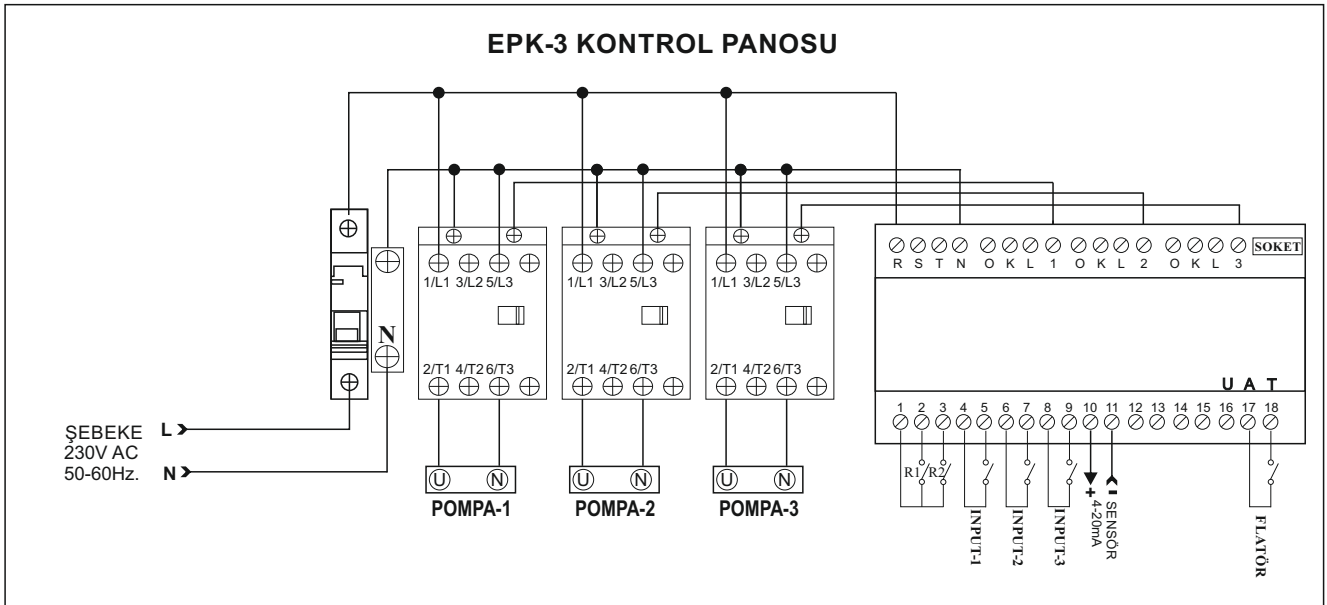 EPK-3 KONTROL PANOSU
SOKET
R S T N O K L 1 O K L 2 O K L 3
1/L1 3/L2 5/L3
1/L1 3/L2 5/L3
1/L1 3/L2 5/L3
N
2/T1 4/T2 6/T3
2/T1 4/T2 6/T3
2/T1 4/T2 6/T3
U A T
1 2 3 4 5 6 7 8 9 10 11 12 13 14 15 16 17 18
ŞEBEKE L
230V AC
50-60Hz. N
U N
U N
U N
POMPA-1
POMPA-2
POMPA-3
R1 R2
INPUT-1
INPUT-2
INPUT-3
+ -
4-20mA
SENSÖR
FLATÖR